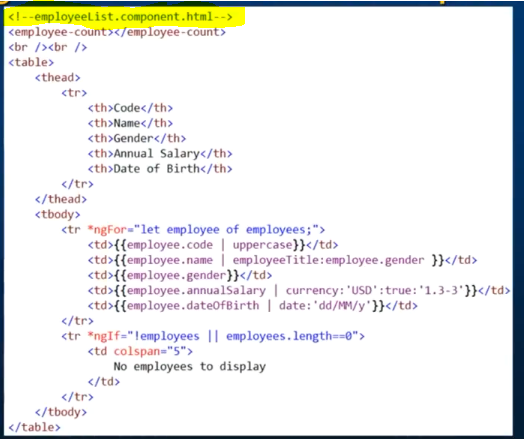 <!--employeeList.component.html-->
<employee-count></employee-count>
<br /><br />
<table>
    <thead>
        <tr>
            <th>Code</th>
            <th>Name</th>
            <th>Gender</th>
            <th>Annual Salary</th>
            <th>Date of Birth</th>
        </tr>
    </thead>
    <tbody>
        <tr *ngFor="let employee of employees;">
            <td>{{employee.code | uppercase}}</td>
            <td>{{employee.name | employeeTitle:employee.gender }}</td>
            <td>{{employee.gender}}</td>
            <td>{{employee.annualSalary | currency:'USD':true:'1.3-3'}}</td>
            <td>{{employee.dateOfBirth | date:'dd/MM/y'}}</td>
        </tr>
        <tr *ngIf="!employees || employees.length==0">
            <td colspan="5">
                No employees to display
            </td>
        </tr>
    </tbody>
</table>